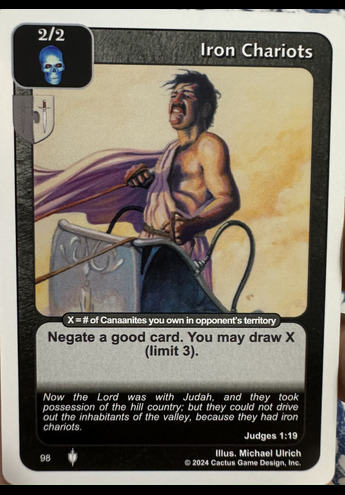 2/2
Iron Chariots
X = # of Canaanites you own in opponent's territory
Negate a good card. You may draw X
(limit 3).
Now the Lord was with Judah, and they took
possession of the hill country; but they could not drive
out the inhabitants of the valley, because they had iron
chariots.
Judges 1:19
98
Illus. Michael Ulrich
© 2024 Cactus Game Design, Inc.